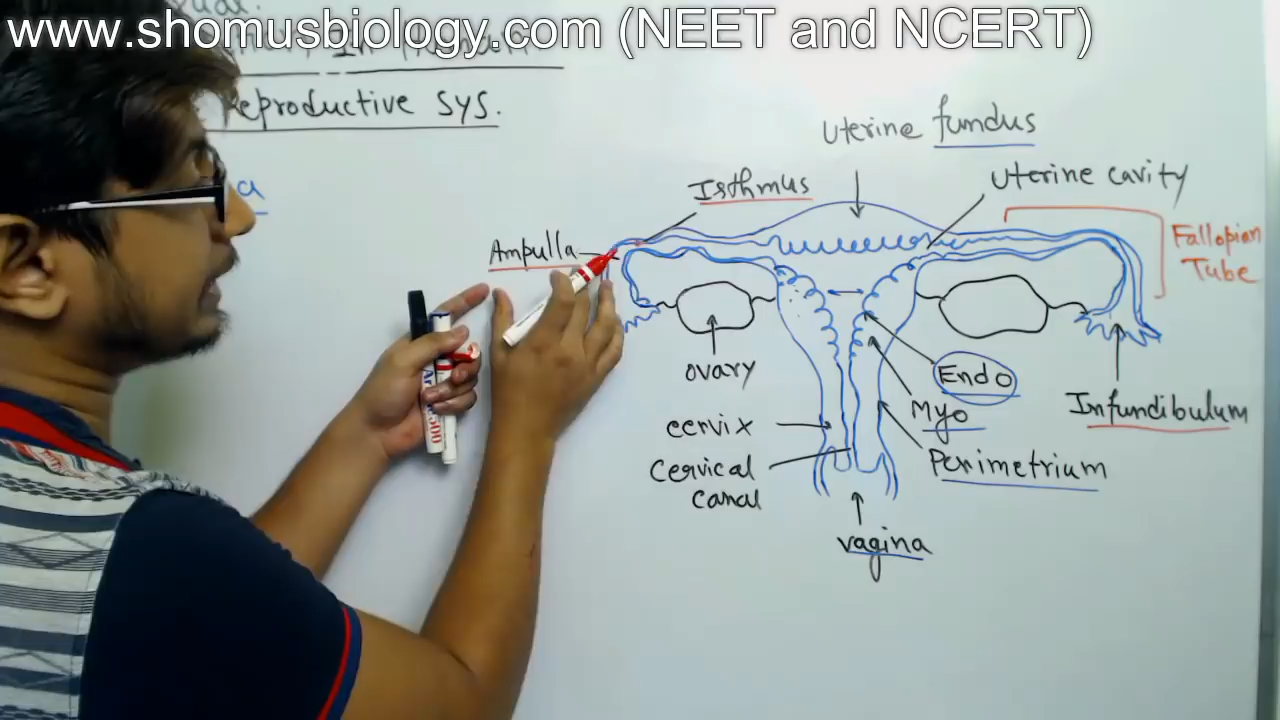 www.shomusbiology.com (NEET and NCERT)
Reproductive sys.
a
Uterine fundus
Isthmus
Uterine cavity
Ampulla
Fallopian
Tube
ovary
Endo
Myo
Infundibulum
cervix
Perimetrium
Cervical
canal
vagina